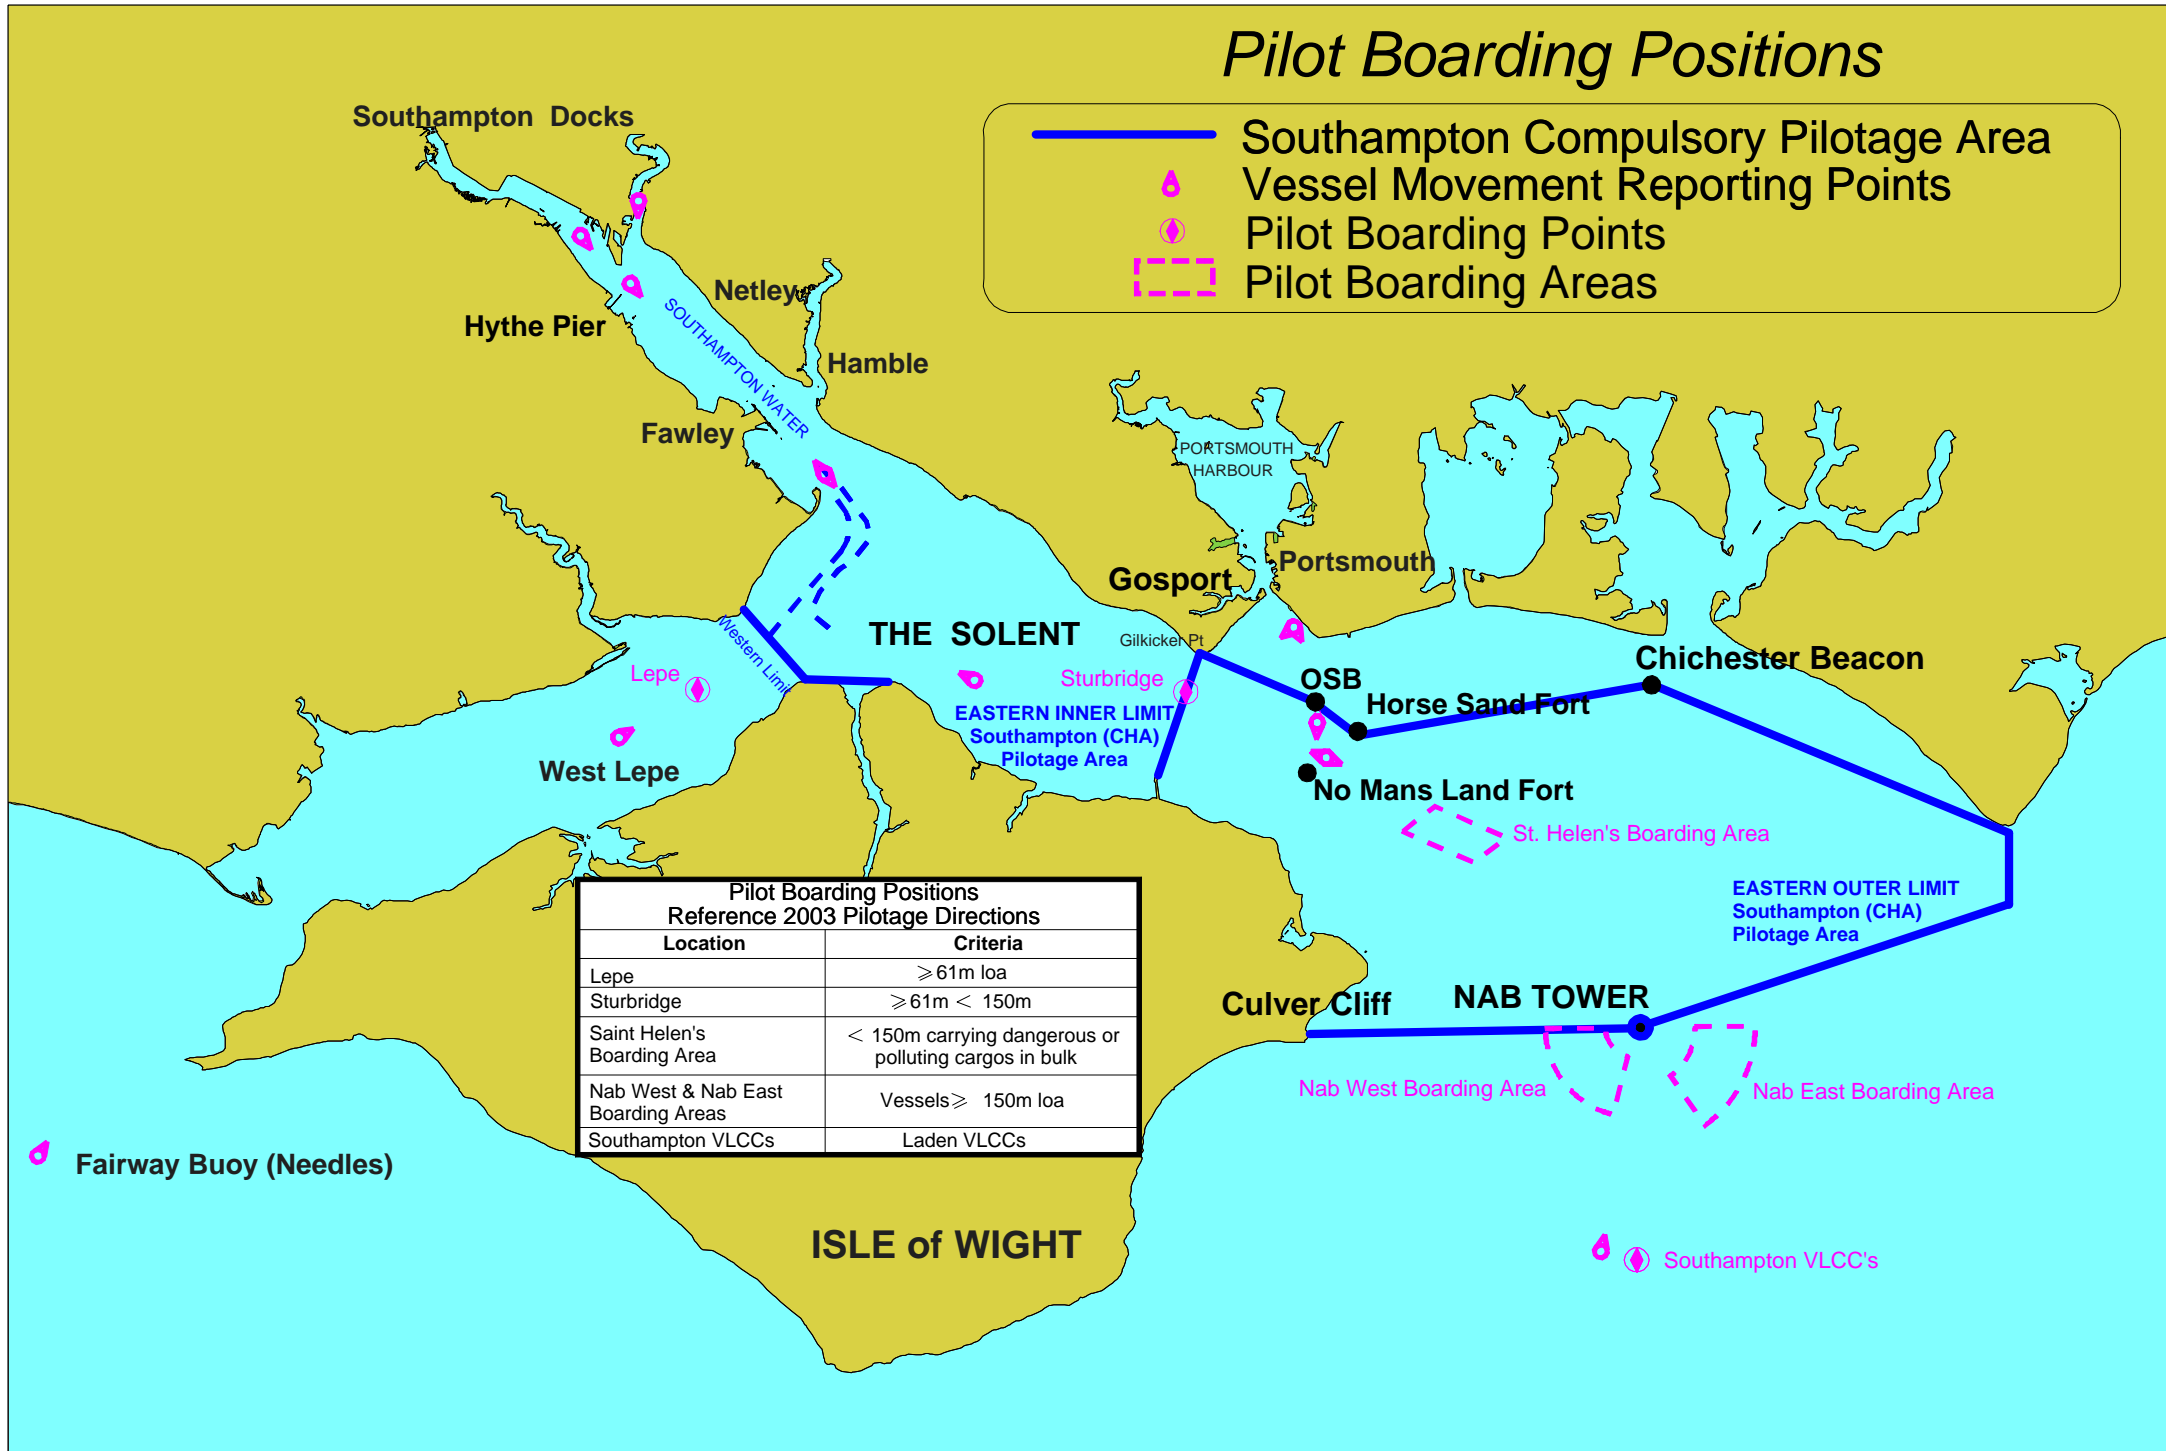 Pilot Boarding Positions
Southampton Compulsory Pilotage Area
Vessel Movement Reporting Points
Pilot Boarding Points
Pilot Boarding Areas
Southampton Docks
Netley
Hythe Pier
SOUTHAMPTON WATER
Hamble
Fawley
PORTSMOUTH
HARBOUR
Portsmouth
Gosport
THE SOLENT
Gilkicker Pt
Western Limit
Lepe
Sturbridge
OSB
Chichester Beacon
Horse Sand Fort
EASTERN INNER LIMIT
Southampton (CHA)
Pilotage Area
West Lepe
No Mans Land Fort
St. Helen's Boarding Area
EASTERN OUTER LIMIT
Southampton (CHA)
Pilotage Area
Pilot Boarding Positions
Reference 2003 Pilotage Directions
Location Criteria
Lepe ⩾61m loa
Sturbridge ⩾61m < 150m
Saint Helen's
Boarding Area
< 150m carrying dangerous or
polluting cargos in bulk
Nab West & Nab East
Boarding Areas
Vessels⩾ 150m loa
Southampton VLCCs Laden VLCCs
Culver Cliff
NAB TOWER
Nab West Boarding Area
Nab East Boarding Area
Fairway Buoy (Needles)
ISLE of WIGHT
Southampton VLCC's